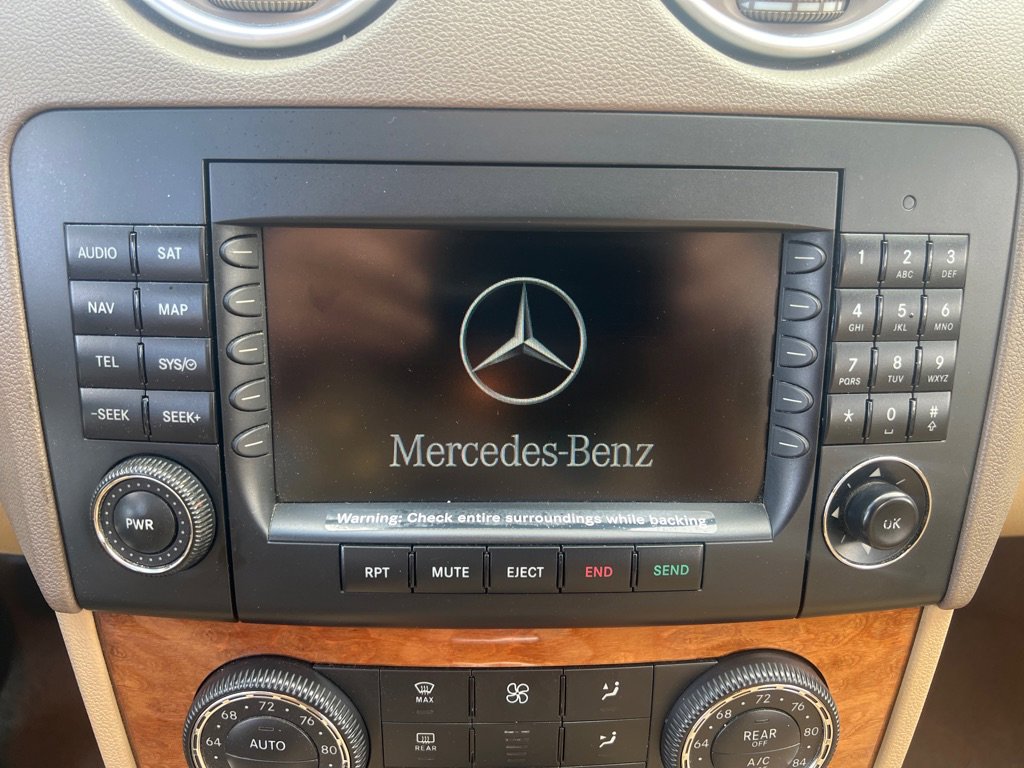 AUDIO SAT
NAV MAP
TEL SYS/
-SEEK SEEK+
PWR
Mercedes-Benz
Warning: Check entire surroundings while backing
RPT MUTE EJECT END SEND
1 2 ABC 3 DEF
4 GHI 5 JKL 6 MNO
7 PQRS 8 TUV 9 WXYZ
* 0 #
OK
64 68 72 76 80
AUTO
MAX
REAR
64 68 72 76 80 84
REAR
OFF
A/C